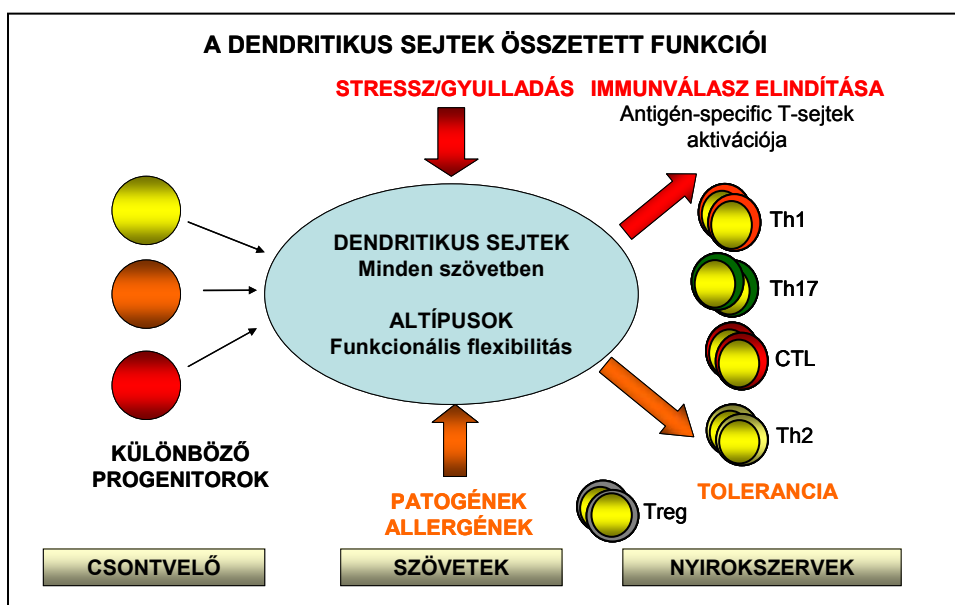 A DENDRITIKUS SEJTEK ÖSSZETETT FUNKCIÓI
STRESSZ/GYULLADÁS
IMMUNVÁLASZ ELINDÍTÁSA
Antigén-specific T-sejtek
aktivációja
DENDRITIKUS SEJTEK
Minden szövetben
ALTÍPUSOK
Funkcionális flexibilitás
Th1
Th17
CTL
Th2
KÜLÖNBÖZŐ
PROGENITOROK
PATOGÉNEK
ALLERGÉNEK
Treg
TOLERANCIA
CSONTVELŐ
SZÖVETEK
NYIROKSZERVEK